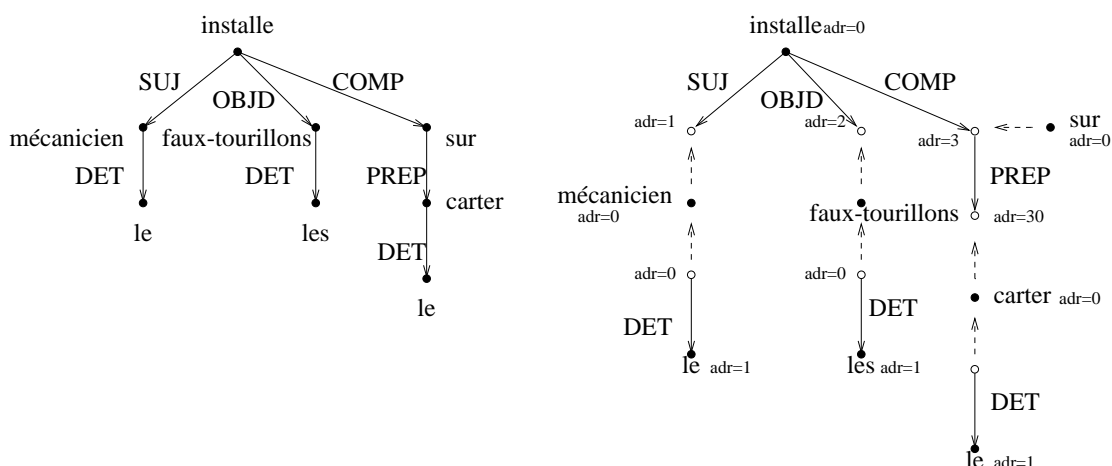 installe
SUJ
OBJD
COMP
mécanicien
faux-tourillons
sur
DET
DET
PREP
le
les
carter
DET
le
installe adr=0
SUJ
OBJD
COMP
adr=1
adr=2
adr=3
sur
adr=0
PREP
mécanicien
adr=0
faux-tourillons
adr=30
adr=0
adr=0
carter adr=0
DET
DET
le adr=1
les adr=1
DET
le adr=1